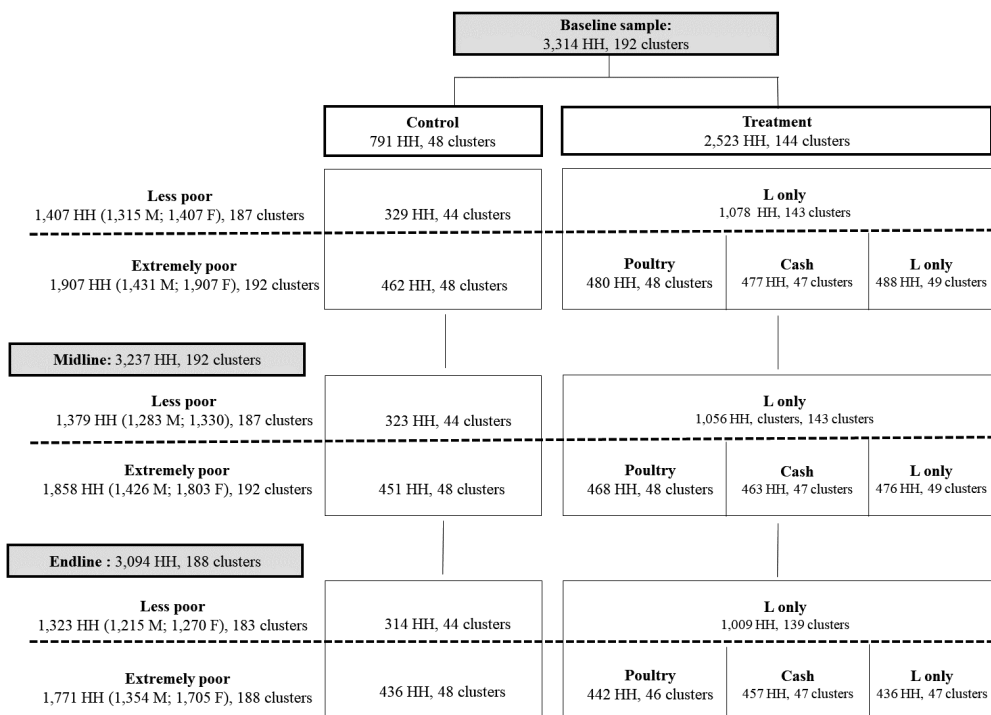 Baseline sample:
3,314 HH, 192 clusters
Control
791 HH, 48 clusters
Treatment
2,523 HH, 144 clusters
Less poor
1,407 HH (1,315 M; 1,407 F), 187 clusters
329 HH, 44 clusters
L only
1,078 HH, 143 clusters
Extremely poor
1,907 HH (1,431 M; 1,907 F), 192 clusters
462 HH, 48 clusters
Poultry
480 HH, 48 clusters
Cash
477 HH, 47 clusters
L only
488 HH, 49 clusters
Midline: 3,237 HH, 192 clusters
Less poor
1,379 HH (1,283 M; 1,330), 187 clusters
323 HH, 44 clusters
L only
1,056 HH, clusters, 143 clusters
Extremely poor
1,858 HH (1,426 M; 1,803 F), 192 clusters
451 HH, 48 clusters
Poultry
468 HH, 48 clusters
Cash
463 HH, 47 clusters
L only
476 HH, 49 clusters
Endline : 3,094 HH, 188 clusters
Less poor
1,323 HH (1,215 M; 1,270 F), 183 clusters
314 HH, 44 clusters
L only
1,009 HH, 139 clusters
Extremely poor
1,771 HH (1,354 M; 1,705 F), 188 clusters
436 HH, 48 clusters
Poultry
442 HH, 46 clusters
Cash
457 HH, 47 clusters
L only
436 HH, 47 clusters